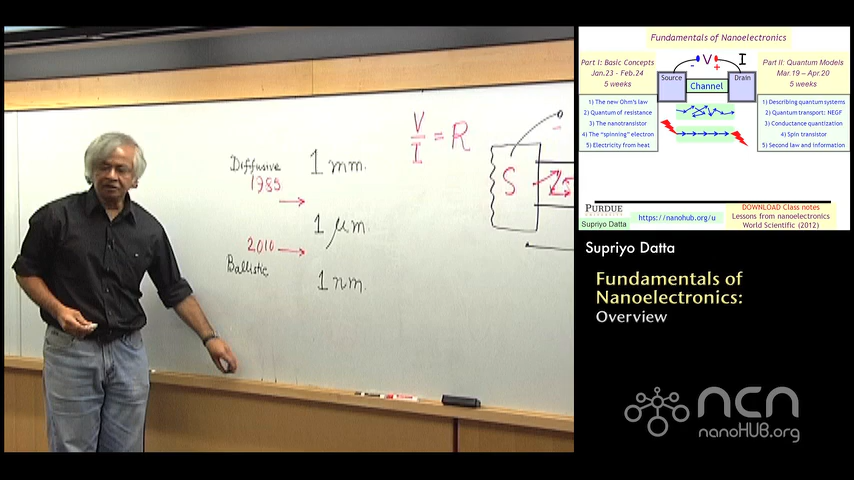 V
I = R
Diffusive
1985
1 mm.
1 μm.
2010
Ballistic
1 nm.
S
-
Fundamentals of Nanoelectronics
V
I
-
+
Source
Drain
Channel
Part I: Basic Concepts
Jan.23 - Feb.24
5 weeks
1) The new Ohm's law
2) Quantum of resistance
3) The nanotransistor
4) The "spinning" electron
5) Electricity from heat
Part II: Quantum Models
Mar.19 - Apr.20
5 weeks
1) Describing quantum systems
2) Quantum transport: NEGF
3) Conductance quantization
4) Spin transistor
5) Second law and information
PURDUE
UNIVERSITY
Supriyo Datta
https://nanohub.org/u
DOWNLOAD Class notes
Lessons from nanoelectronics
World Scientific (2012)
Supriyo Datta
Fundamentals of
Nanoelectronics:
Overview
ncn
nanoHUB.org